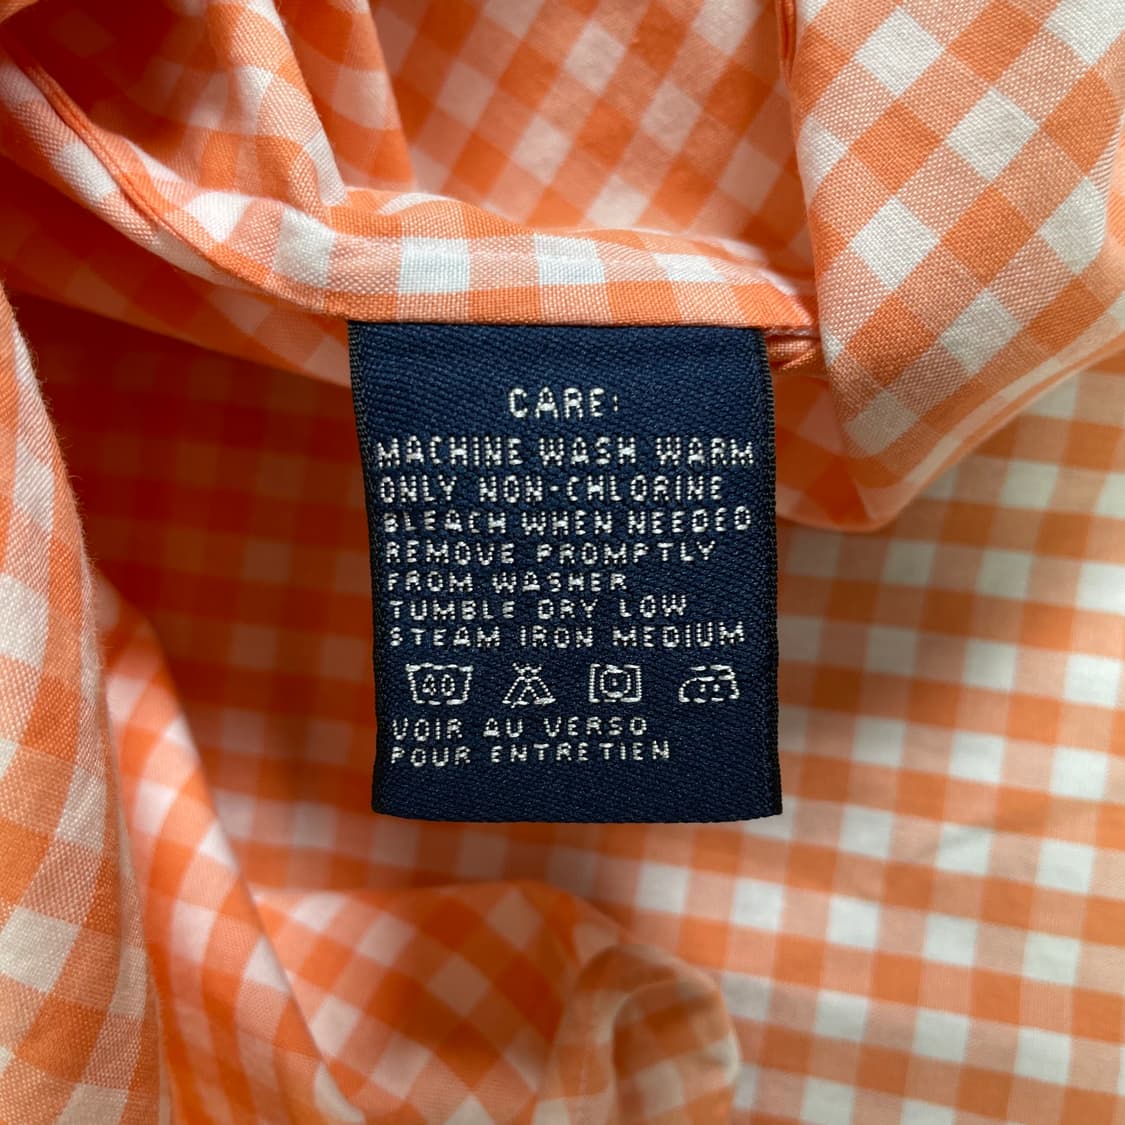 CARE:
MACHINE WASH WARM
ONLY NON-CHLORINE
BLEACH WHEN NEEDED
REMOVE PROMPTLY
FROM WASHER
TUMBLE DRY LOW
STEAM IRON MEDIUM
40
VOIR AU VERSO
POUR ENTRETIEN